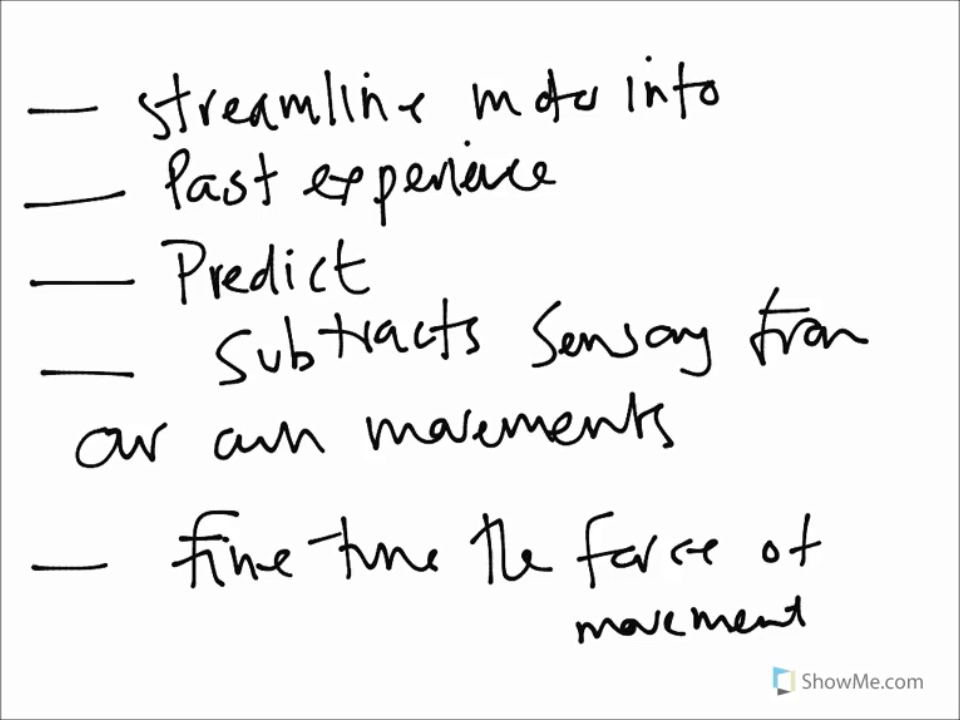 — streamline motor into
— Past experience
— Predict
— Subtracts Sensory from
our own movements
— fine-tune the force of
movement
ShowMe.com